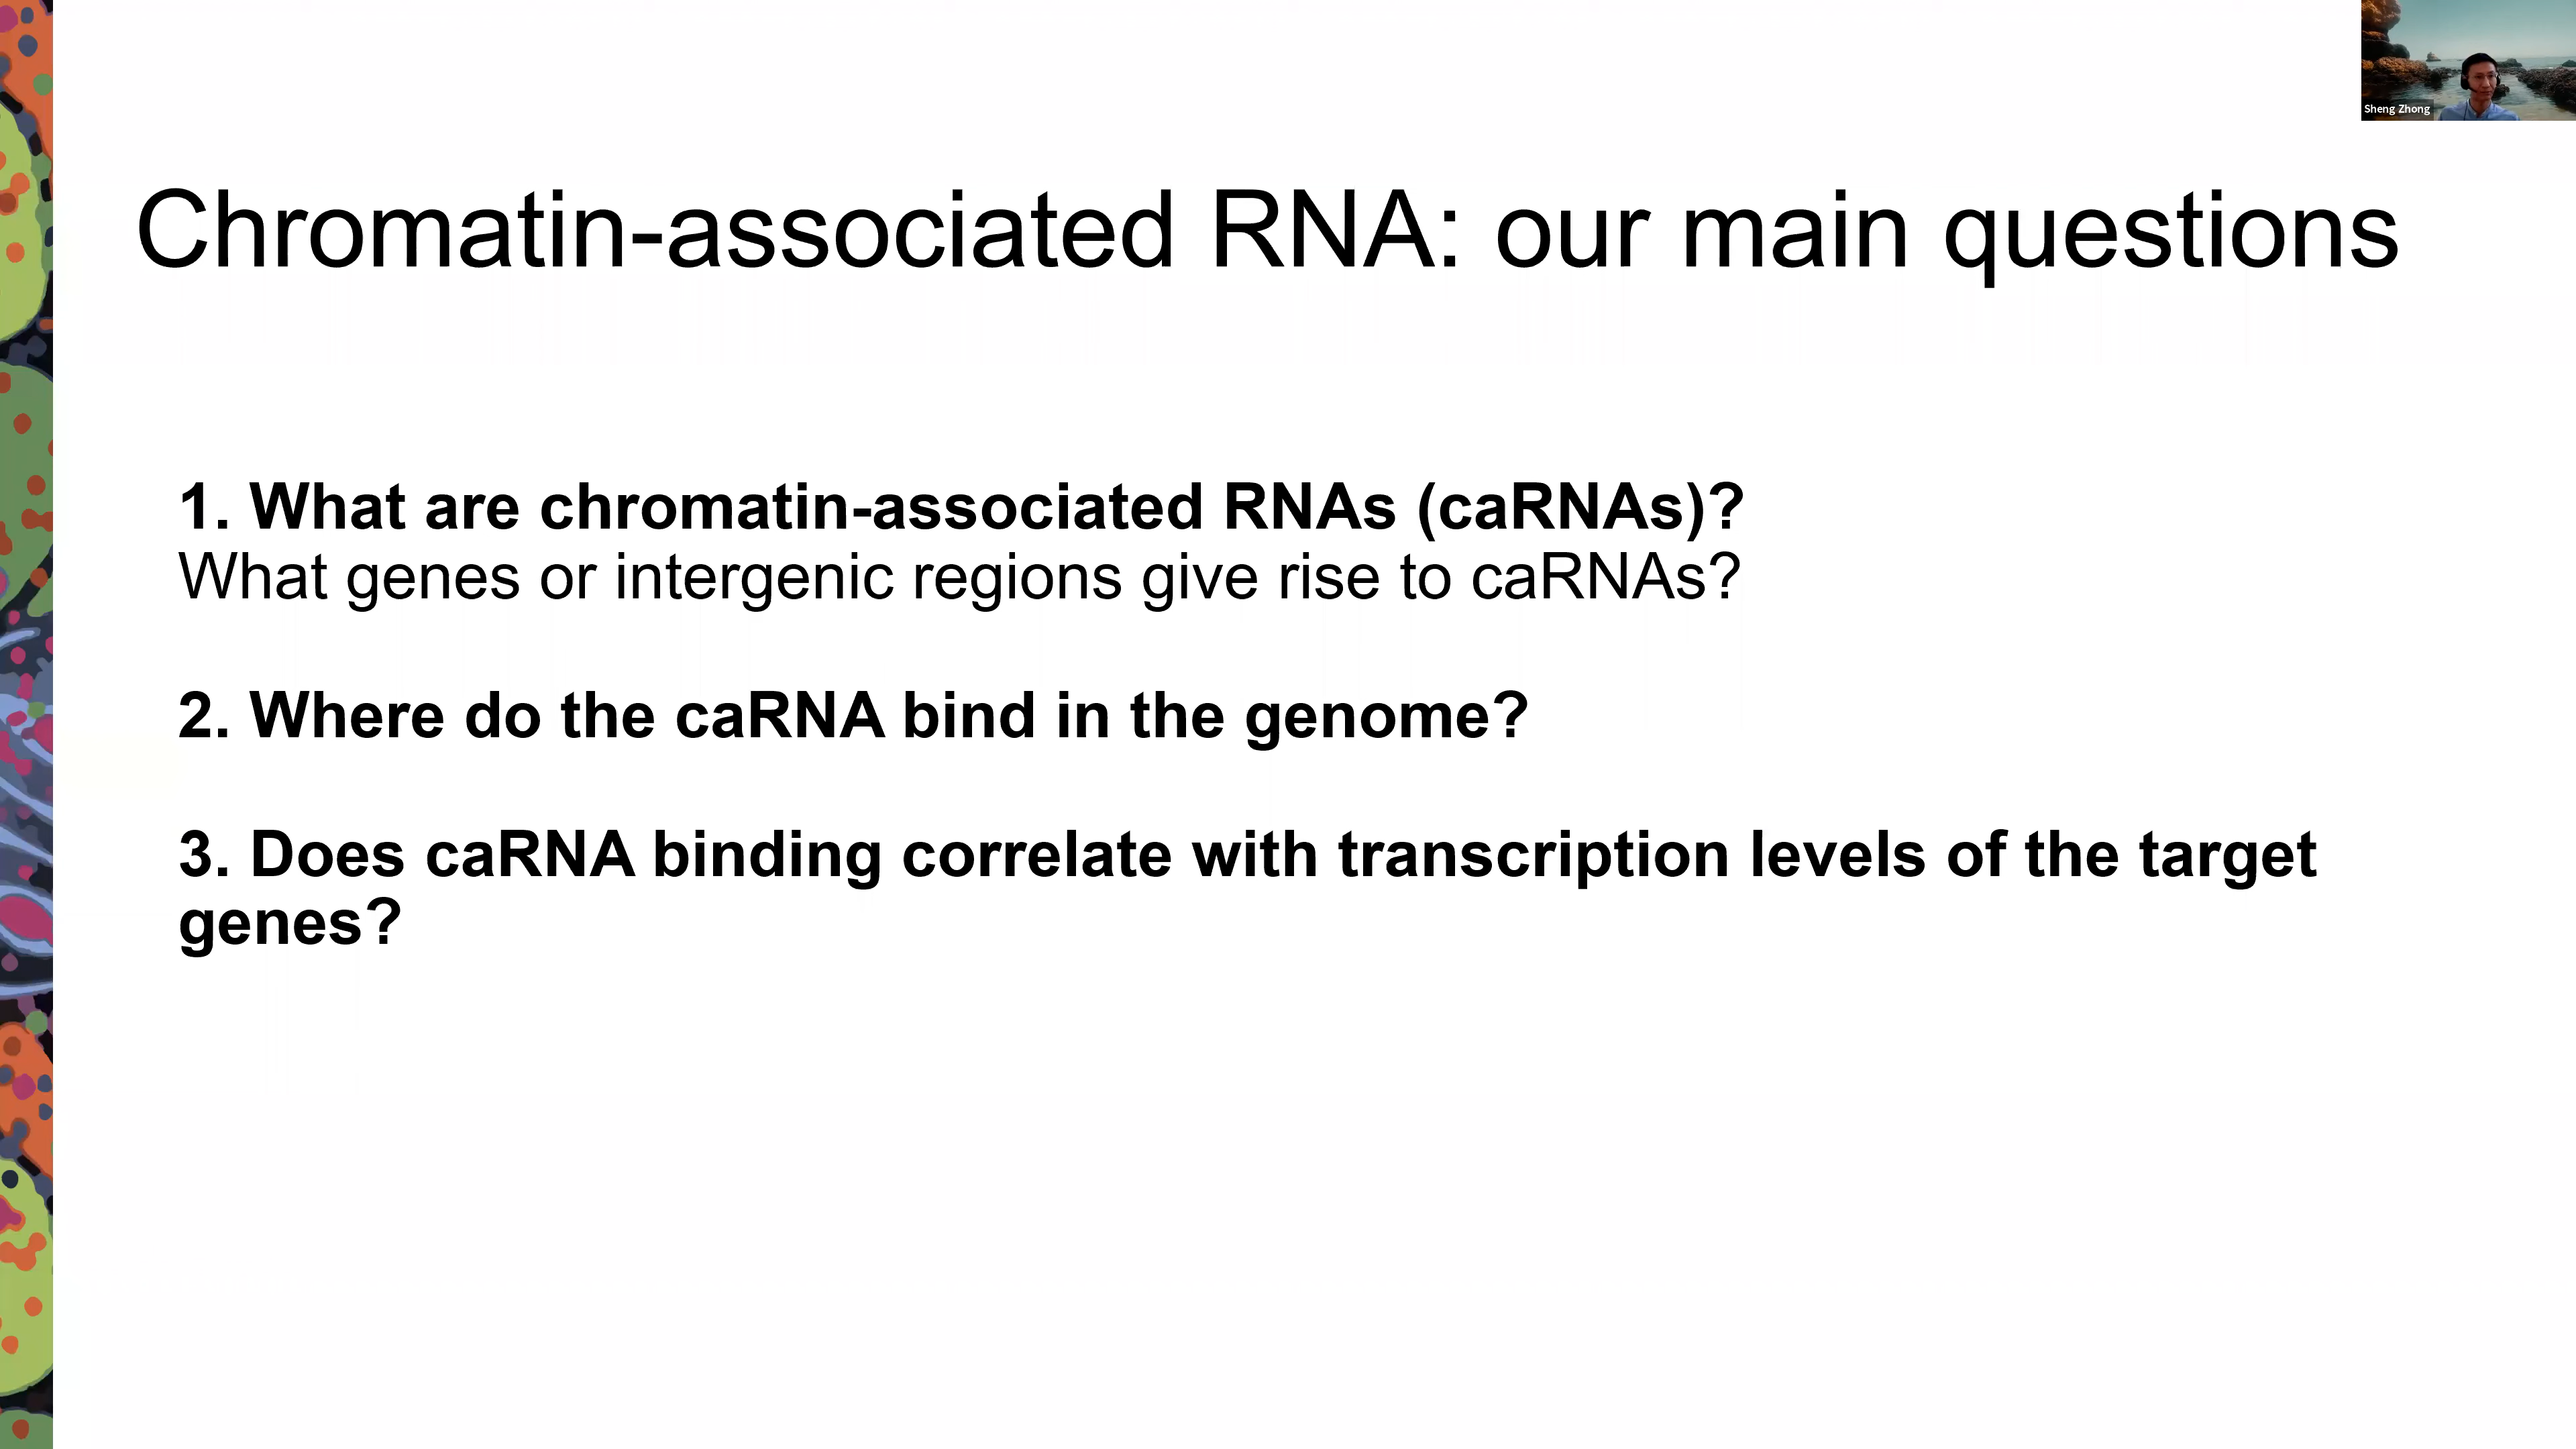 Sheng Zhong
Chromatin-associated RNA: our main questions
1. What are chromatin-associated RNAs (caRNAs)?
What genes or intergenic regions give rise to caRNAs?
2. Where do the caRNA bind in the genome?
3. Does caRNA binding correlate with transcription levels of the target
genes?